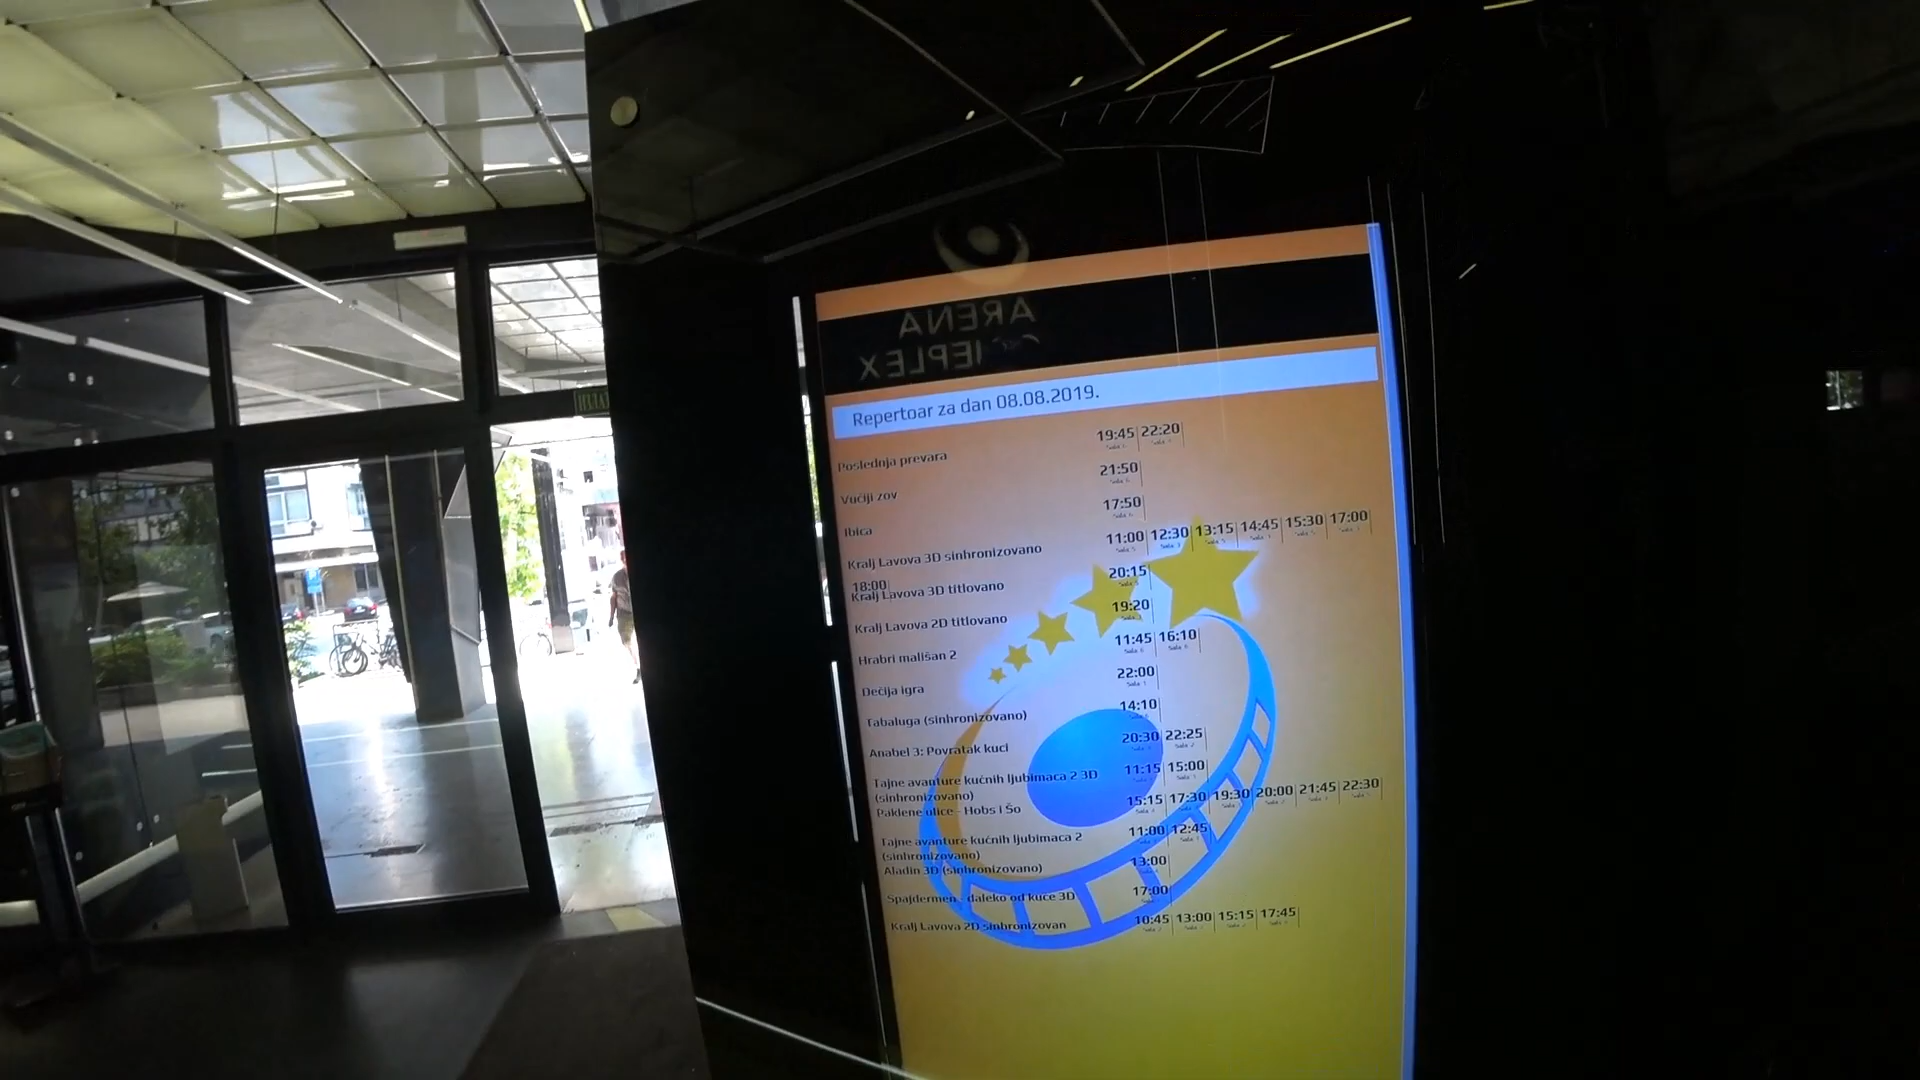 ИЗЛАЗ
ARENA
Repertoar za dan 08.08.2019.
Poslednja prevara 19:45 22:20
Vučiji zov 21:50
Ibica 17:50
Kralj Lavova 3D sinhronizovano 11:00 12:30 13:15 14:45 15:30 17:00
18:00
Kralj Lavova 3D titlovano 20:15
Kralj Lavova 2D titlovano 19:20
Hrabri mališan 2 11:45 16:10
Dečija igra 22:00
Tabaluga (sinhronizovano) 14:10
Anabel 3: Povratak kuci 20:30 22:25
Tajne avanture kućnih ljubimaca 2 3D 11:15 15:00
(sinhronizovano)
Paklene ulice - Hobs I Šo 15:15 17:30 19:30 20:00 21:45 22:30
Tajne avanture kućnih ljubimaca 2 11:00 12:45
(sinhronizovano)
Aladin 3D (sinhronizovano) 13:00
Spajdermen - daleko od kuce 3D 17:00
Kralj Lavova 2D sinhronizovan 10:45 13:00 15:15 17:45